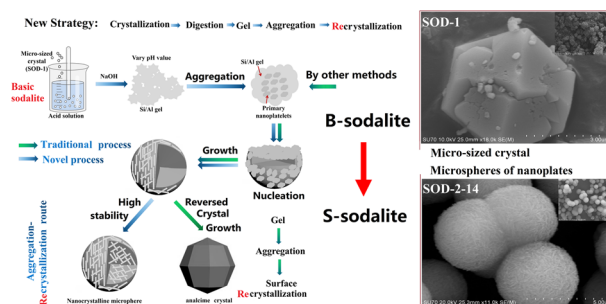 New Strategy: Crystallization → Digestion → Gel → Aggregation → Recrystallization
Micro-sized
crystal
(SOD-1)
Basic
sodalite
Acid solution
NaOH
Vary pH value
Si/Al gel
Aggregation
Si/Al gel
Primary
nanoplatelets
By other methods
Traditional process
Novel process
Growth
Nucleation
B-sodalite
S-sodalite
High
stability
Reversed
Crystal
Growth
Gel
Aggregation
Surface
Recrystallization
Aggregation-
Recrystallization route
Nanocrystalline microsphere
analcime crystal
SOD-1
Micro-sized crystal
Microspheres of nanoplates
SOD-2-14